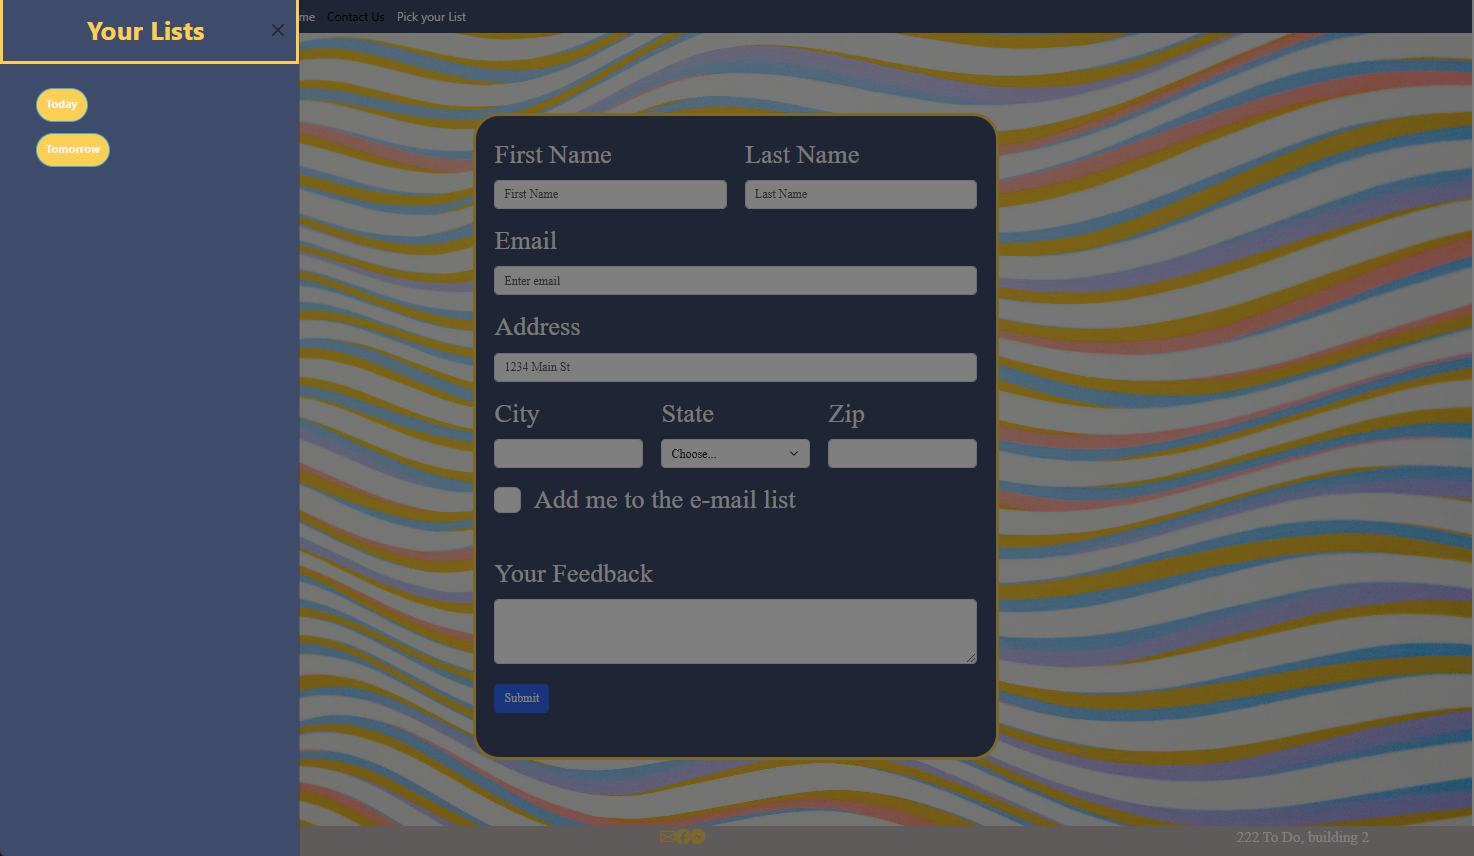 Your Lists
me Contact Us Pick your List
Today
Tomorrow
First Name Last Name
First Name Last Name
Email
Enter email
Address
1234 Main St
City State Zip
Choose...
Add me to the e-mail list
Your Feedback
Submit
222 To Do, building 2